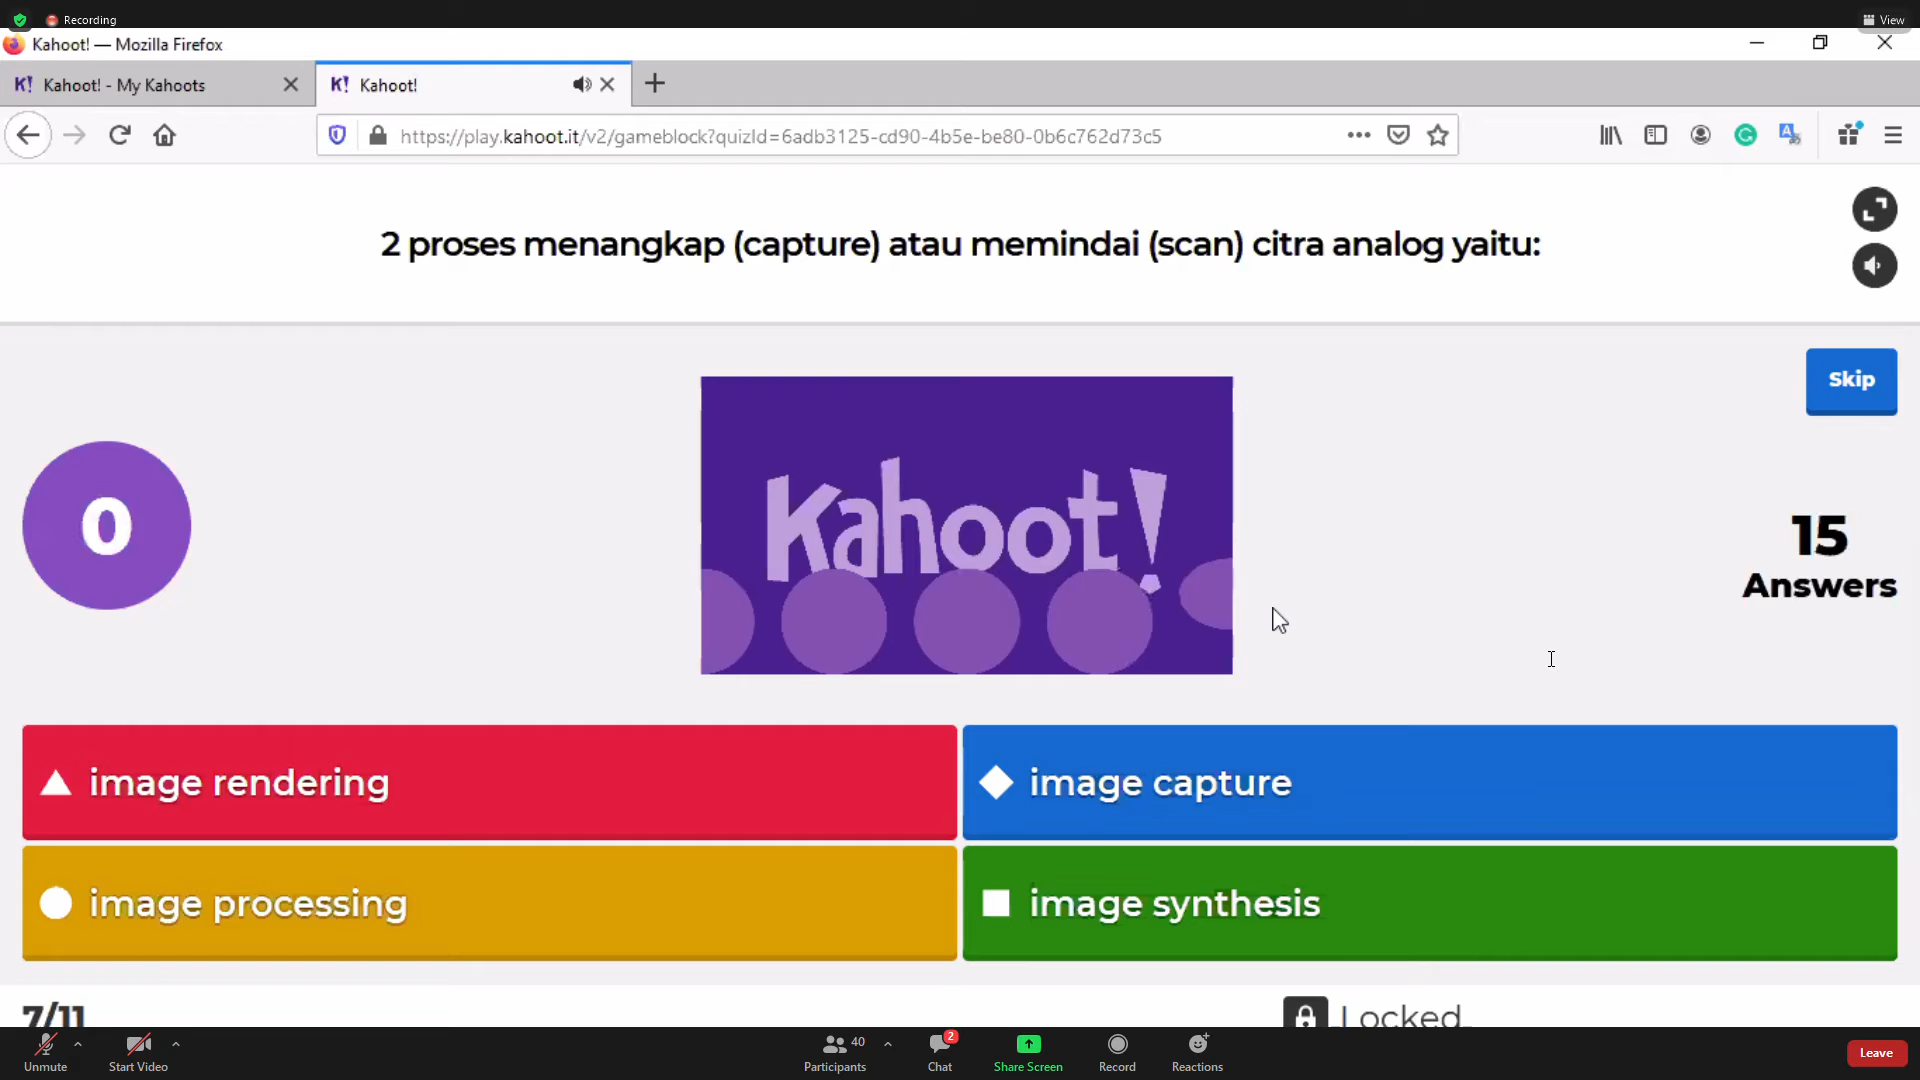 Recording
View
Kahoot! — Mozilla Firefox
K! Kahoot! - My Kahoots
K! Kahoot!
https://play.kahoot.it/v2/gameblock?quizId=6adb3125-cd90-4b5e-be80-0b6c762d73c5
2 proses menangkap (capture) atau memindai (scan) citra analog yaitu:
Skip
Kahoot!
0
15
Answers
image rendering
image capture
image processing
image synthesis
7/11
Locked
Unmute
Start Video
40
Participants
2
Chat
Share Screen
Record
Reactions
Leave